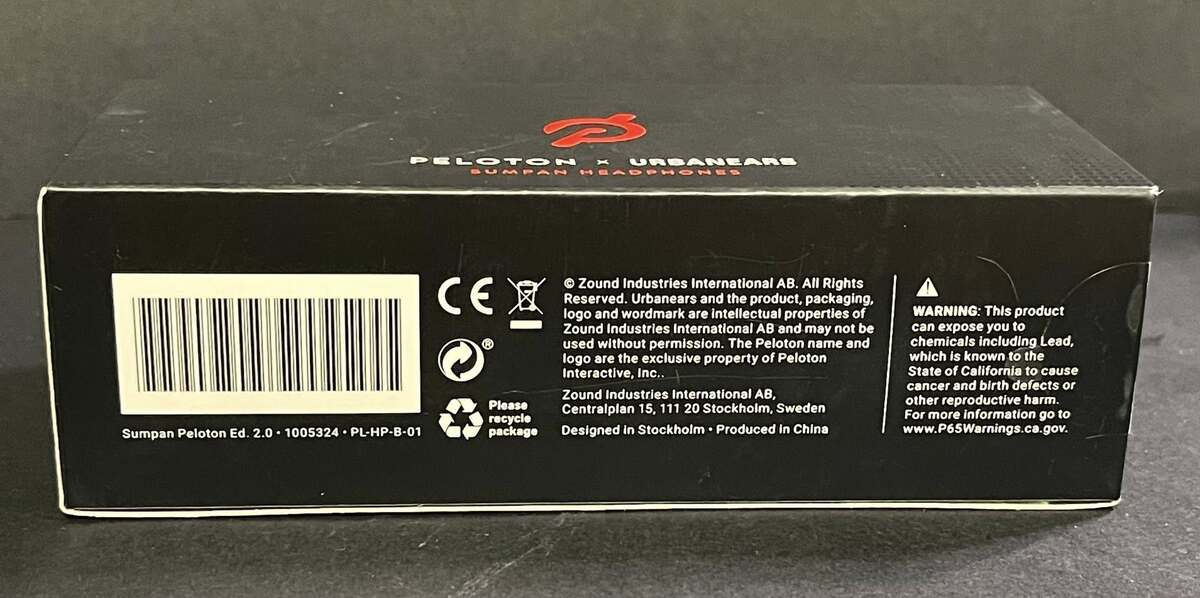 PELOTON × URBANEARS
SUMPAN HEADPHONES
Sumpan Peloton Ed. 2.0 • 1005324 • PL-HP-B-01
CE
®
Please
recycle
package
© Zound Industries International AB. All Rights
Reserved. Urbanears and the product, packaging,
logo and wordmark are intellectual properties of
Zound Industries International AB and may not be
used without permission. The Peloton name and
logo are the exclusive property of Peloton
Interactive, Inc..
Zound Industries International AB,
Centralplan 15, 111 20 Stockholm, Sweden
Designed in Stockholm • Produced in China
WARNING: This product
can expose you to
chemicals including Lead,
which is known to the
State of California to cause
cancer and birth defects or
other reproductive harm.
For more information go to
www.P65Warnings.ca.gov.